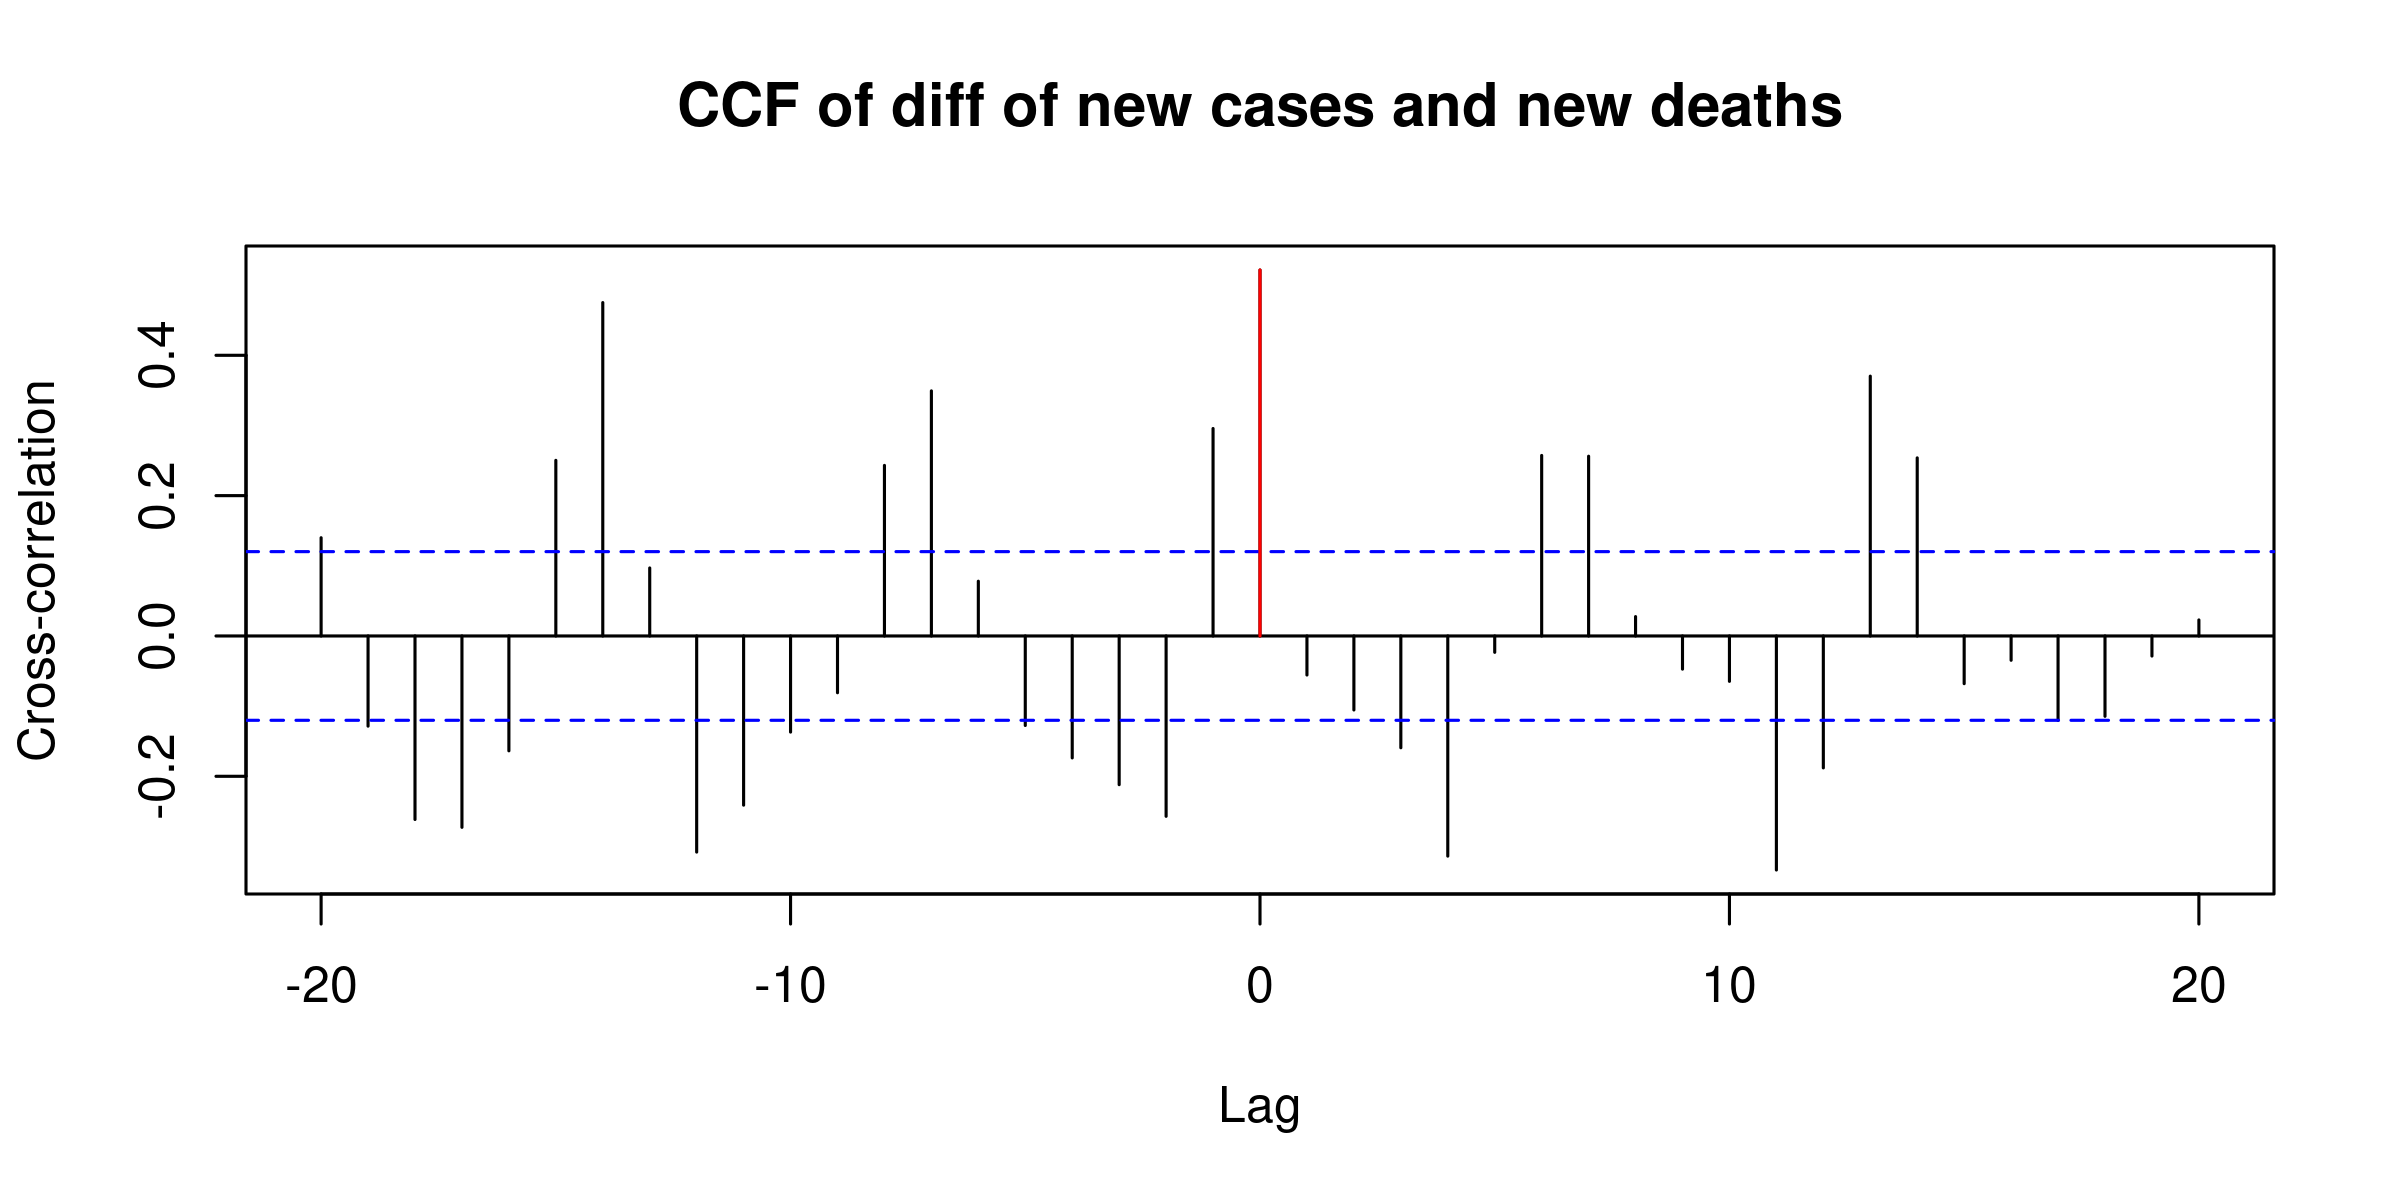 CCF of diff of new cases and new deaths
Cross-correlation
0.4
0.2
0.0
-0.2
-20 -10 0 10 20
Lag